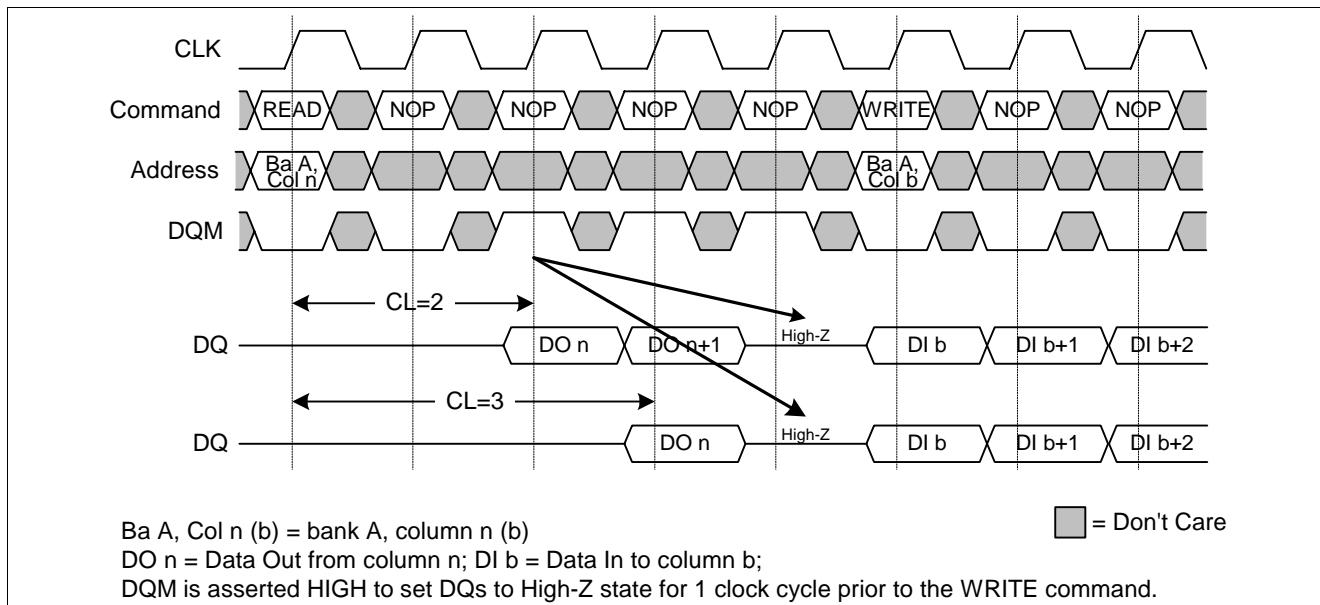 CLK
Command READ NOP NOP NOP NOP WRITE NOP NOP
Address Ba A, Col n Ba A, Col b
DQM
CL=2
DQ DO n DO n+1 High-Z DI b DI b+1 DI b+2
CL=3
DQ DO n High-Z DI b DI b+1 DI b+2
Ba A, Col n (b) = bank A, column n (b)
= Don't Care
DO n = Data Out from column n; DI b = Data In to column b;
DQM is asserted HIGH to set DQs to High-Z state for 1 clock cycle prior to the WRITE command.